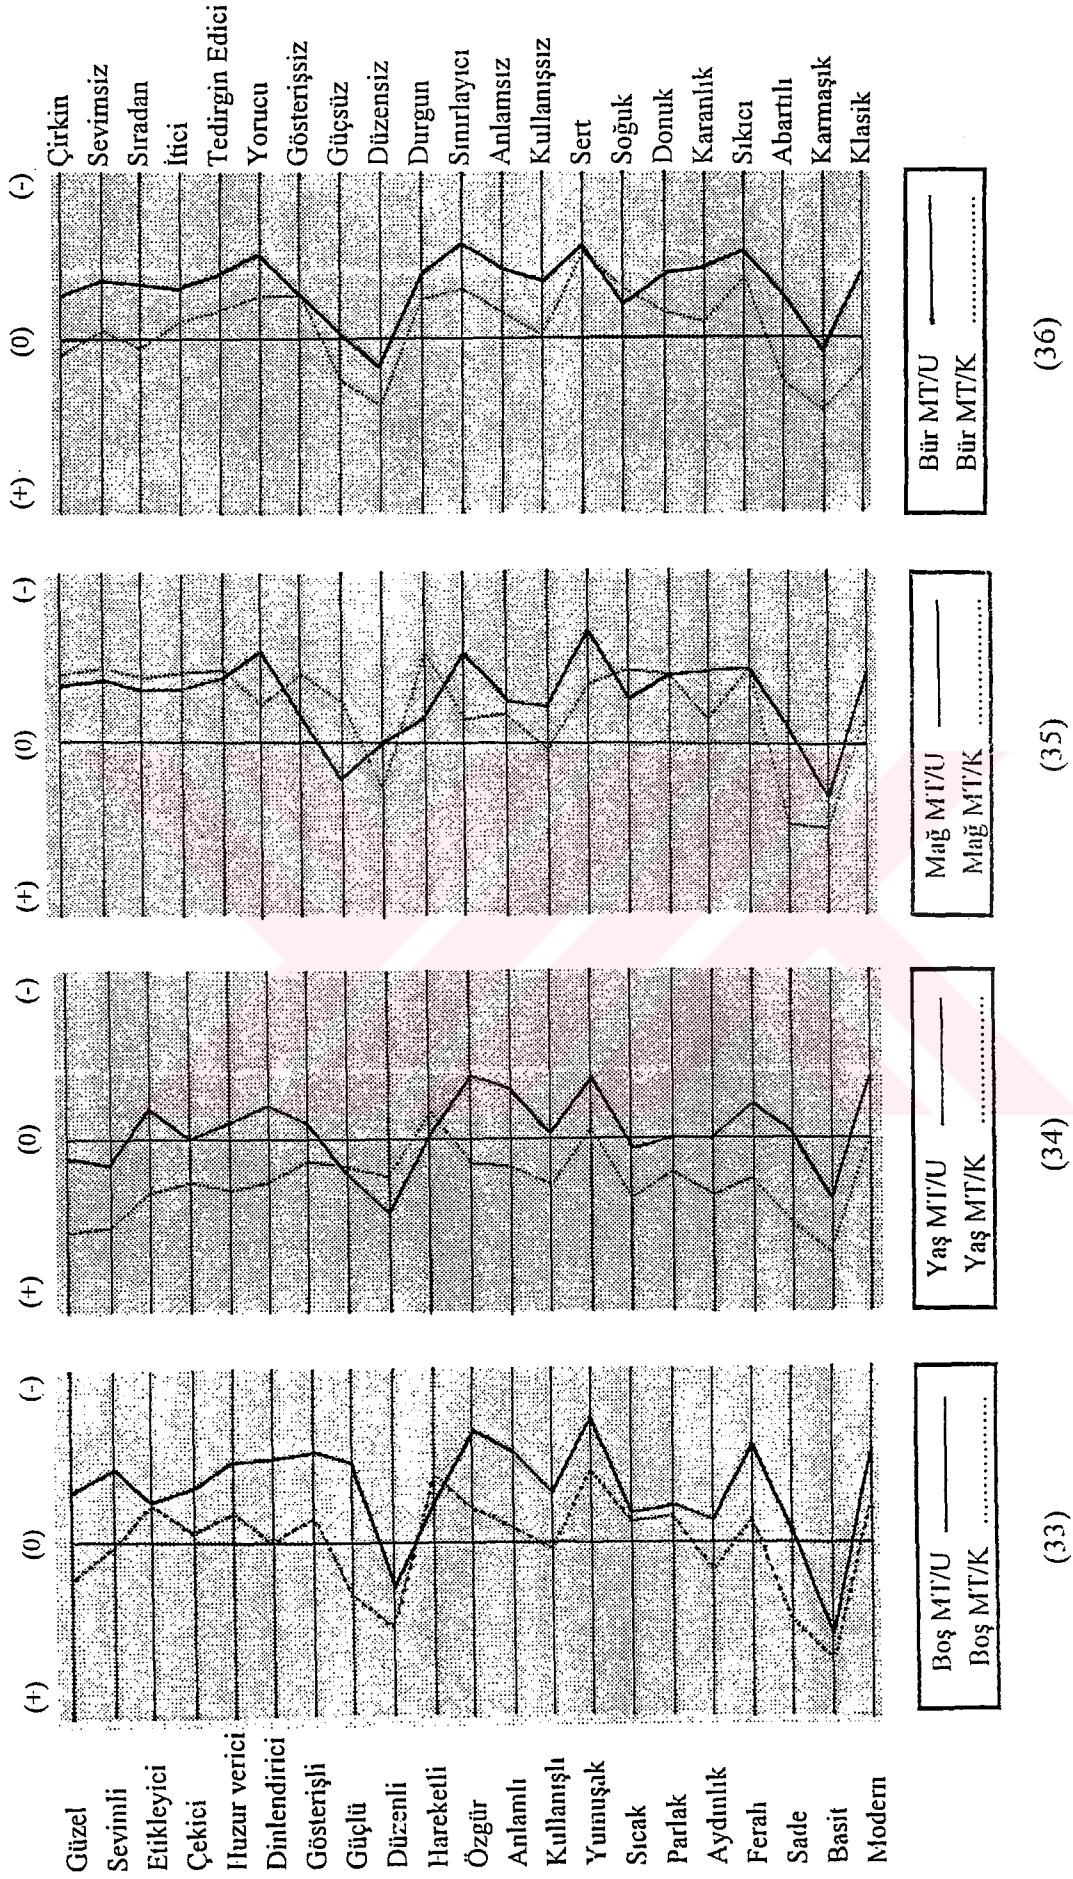 Güzel
Sevimli
Etikleyici
Çekici
Huzur verici
Dinlendirici
Gösterişli
Güçlü
Düzenli
Hareketli
Özgür
Anlamlı
Kullanışlı
Yumuşak
Sıcak
Parlak
Aydınlık
Ferah
Sade
Basit
Modern
(+) (0) (-)
Boş MT/U
Boş MT/K
(33)
(+) (0) (-)
Yaş MT/U
Yaş MT/K
(34)
(+) (0) (-)
Mağ MT/U
Mağ MT/K
(35)
(+) (0) (-)
Bür MT/U
Bür MT/K
(36)
Çirkin
Sevimsiz
Sıradan
İtici
Tedirgin Edici
Yorucu
Gösterişsiz
Güçsüz
Düzensiz
Durgun
Sınırlayıcı
Anlamsız
Kullanışsız
Sert
Soğuk
Donuk
Karanlık
Sıkıcı
Abartılı
Karmaşık
Klasik